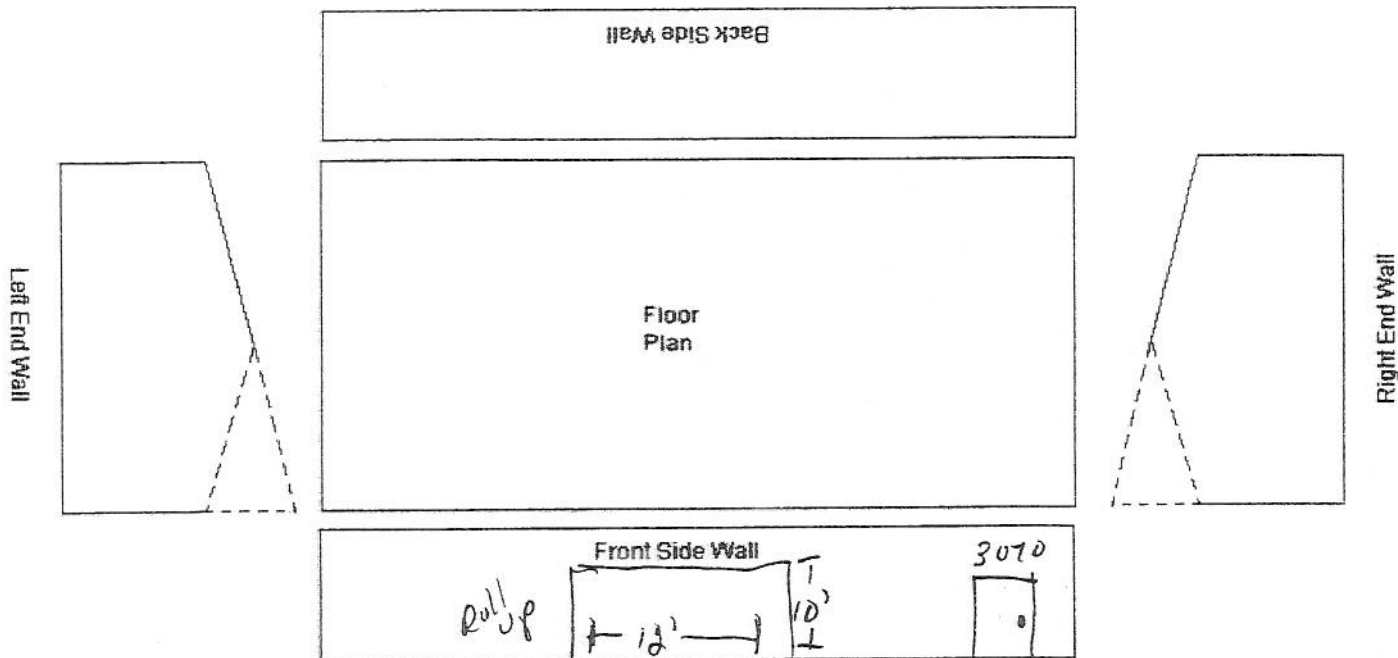 Back Side Wall
Left End Wall
Floor
Plan
Right End Wall
Front Side Wall
3070
Roll
up
12'
10'